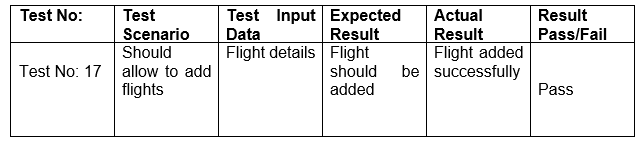 Test No: Test Test Input Expected Actual Result
Scenario Data Result Result Pass/Fail
Should Flight details Flight Flight added
Test No: 17 allow to add should be successfully
flights added Pass